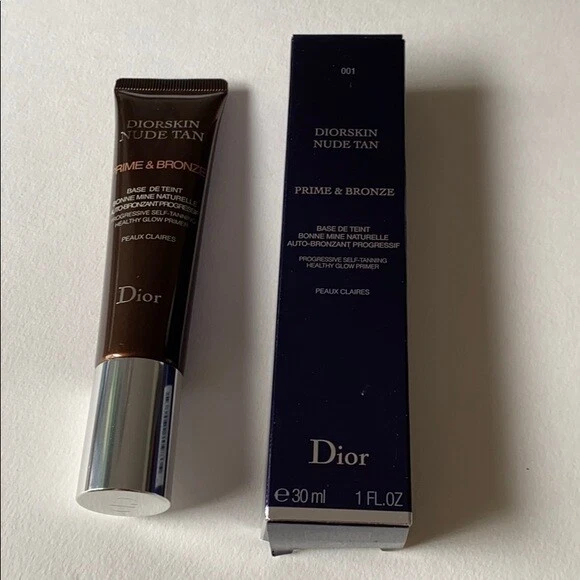 DIORSKIN
NUDE TAN
PRIME & BRONZE
BASE DE TEINT
BONNE MINE NATURELLE
AUTO-BRONZANT PROGRESSIF
PROGRESSIVE SELF-TANNING
HEALTHY GLOW PRIMER
PEAUX CLAIRES
Dior
001
DIORSKIN
NUDE TAN
PRIME & BRONZE
BASE DE TEINT
BONNE MINE NATURELLE
AUTO-BRONZANT PROGRESSIF
PROGRESSIVE SELF-TANNING
HEALTHY GLOW PRIMER
PEAUX CLAIRES
Dior
℮ 30 ml 1 FL.OZ